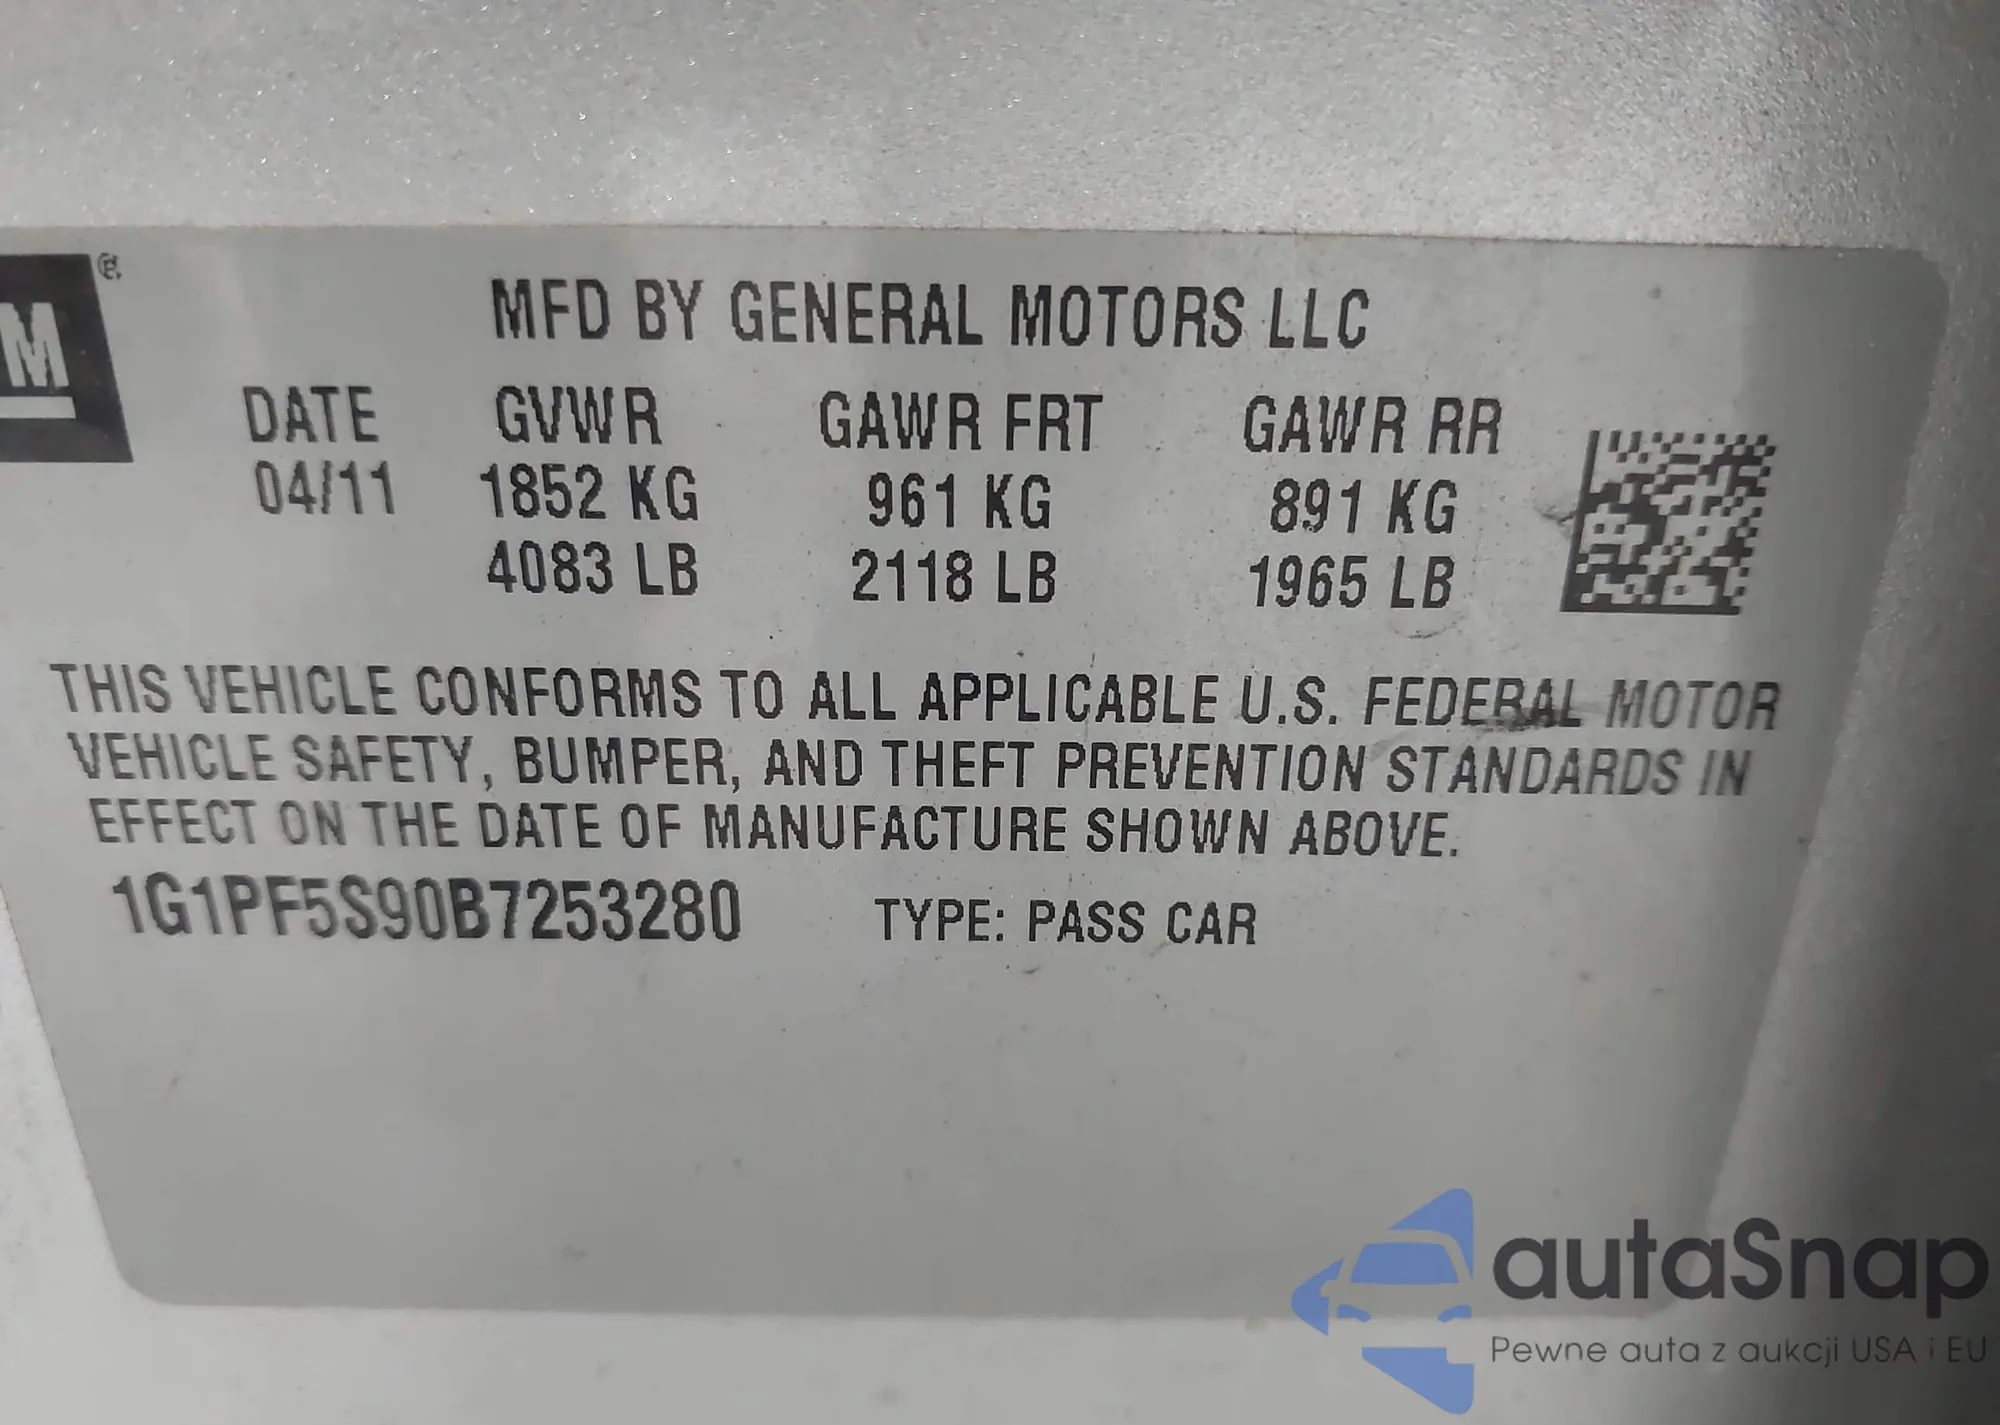 M ®
MFD BY GENERAL MOTORS LLC
DATE GVWR GAWR FRT GAWR RR
04/11 1852 KG 961 KG 891 KG
4083 LB 2118 LB 1965 LB
THIS VEHICLE CONFORMS TO ALL APPLICABLE U.S. FEDERAL MOTOR
VEHICLE SAFETY, BUMPER, AND THEFT PREVENTION STANDARDS IN
EFFECT ON THE DATE OF MANUFACTURE SHOWN ABOVE.
1G1PF5S90B7253280 TYPE: PASS CAR
autaSnap
Pewne auta z aukcji USA i EU